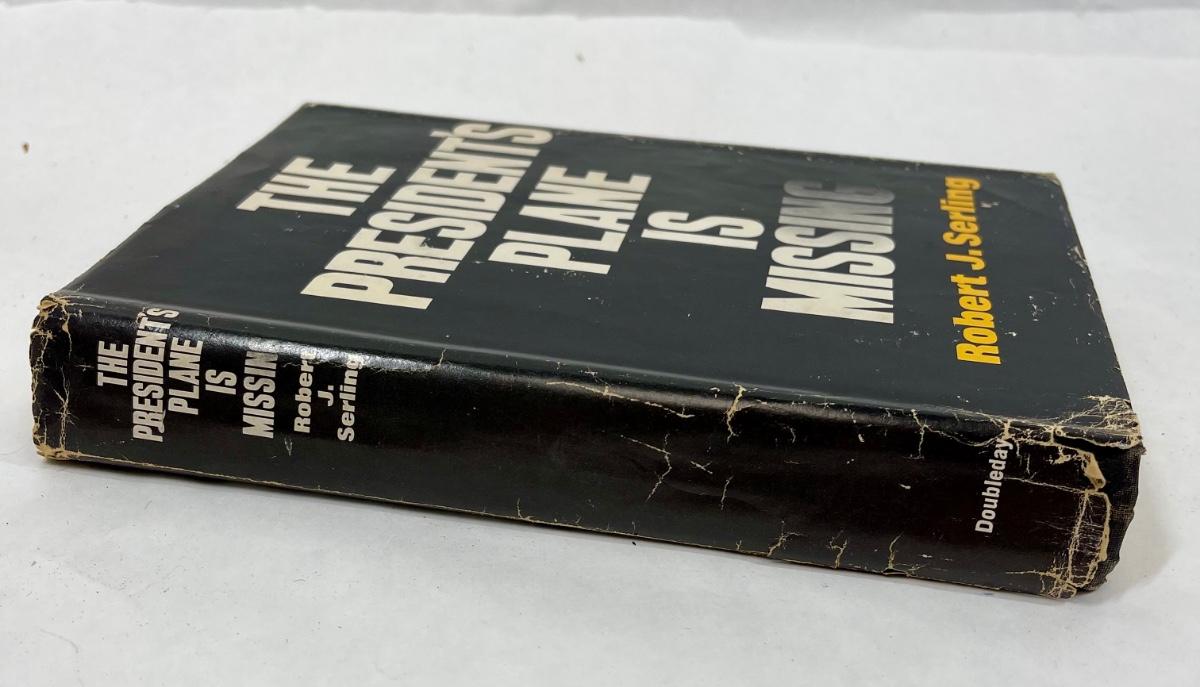 THE
PRESIDENT'S
PLANE
IS
MISSING
Robert J. Serling
THE
PRESIDENT'S
PLANE
IS
MISSING
Robert
J.
Serling
Doubleday